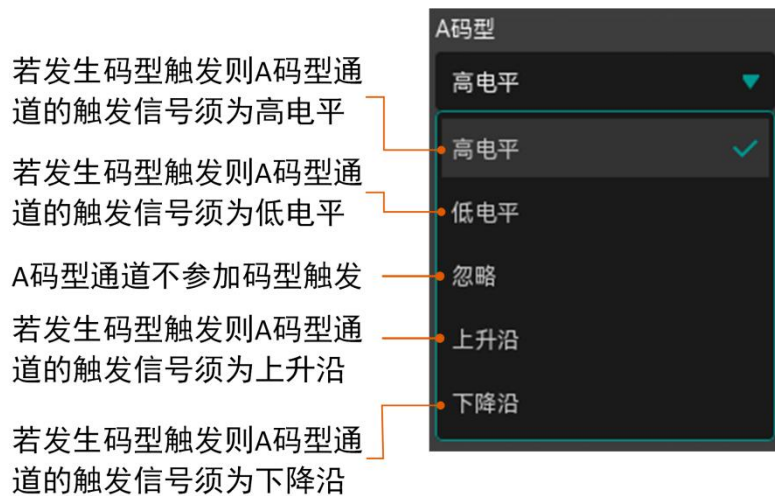 若发生码型触发则A码型通
道的触发信号须为高电平
若发生码型触发则A码型通
道的触发信号须为低电平
A码型通道不参加码型触发
若发生码型触发则A码型通
道的触发信号须为上升沿
若发生码型触发则A码型通
道的触发信号须为下降沿
A码型
高电平
高电平
低电平
忽略
上升沿
下降沿